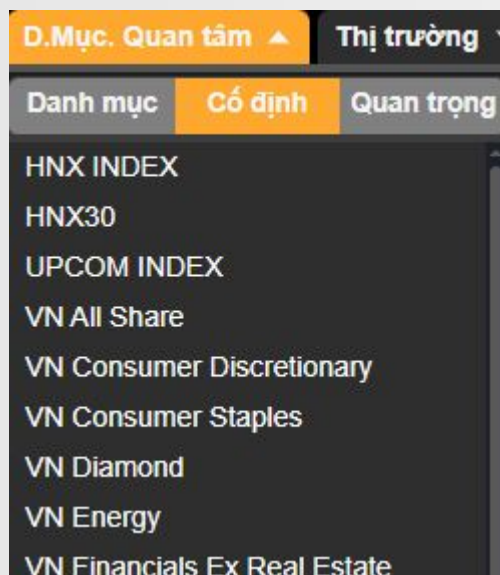 D.Mục. Quan tâm ▲ Thị trường
Danh mục Cố định Quan trọng
HNX INDEX
HNX30
UPCOM INDEX
VN All Share
VN Consumer Discretionary
VN Consumer Staples
VN Diamond
VN Energy
VN Financials Ex Real Estate